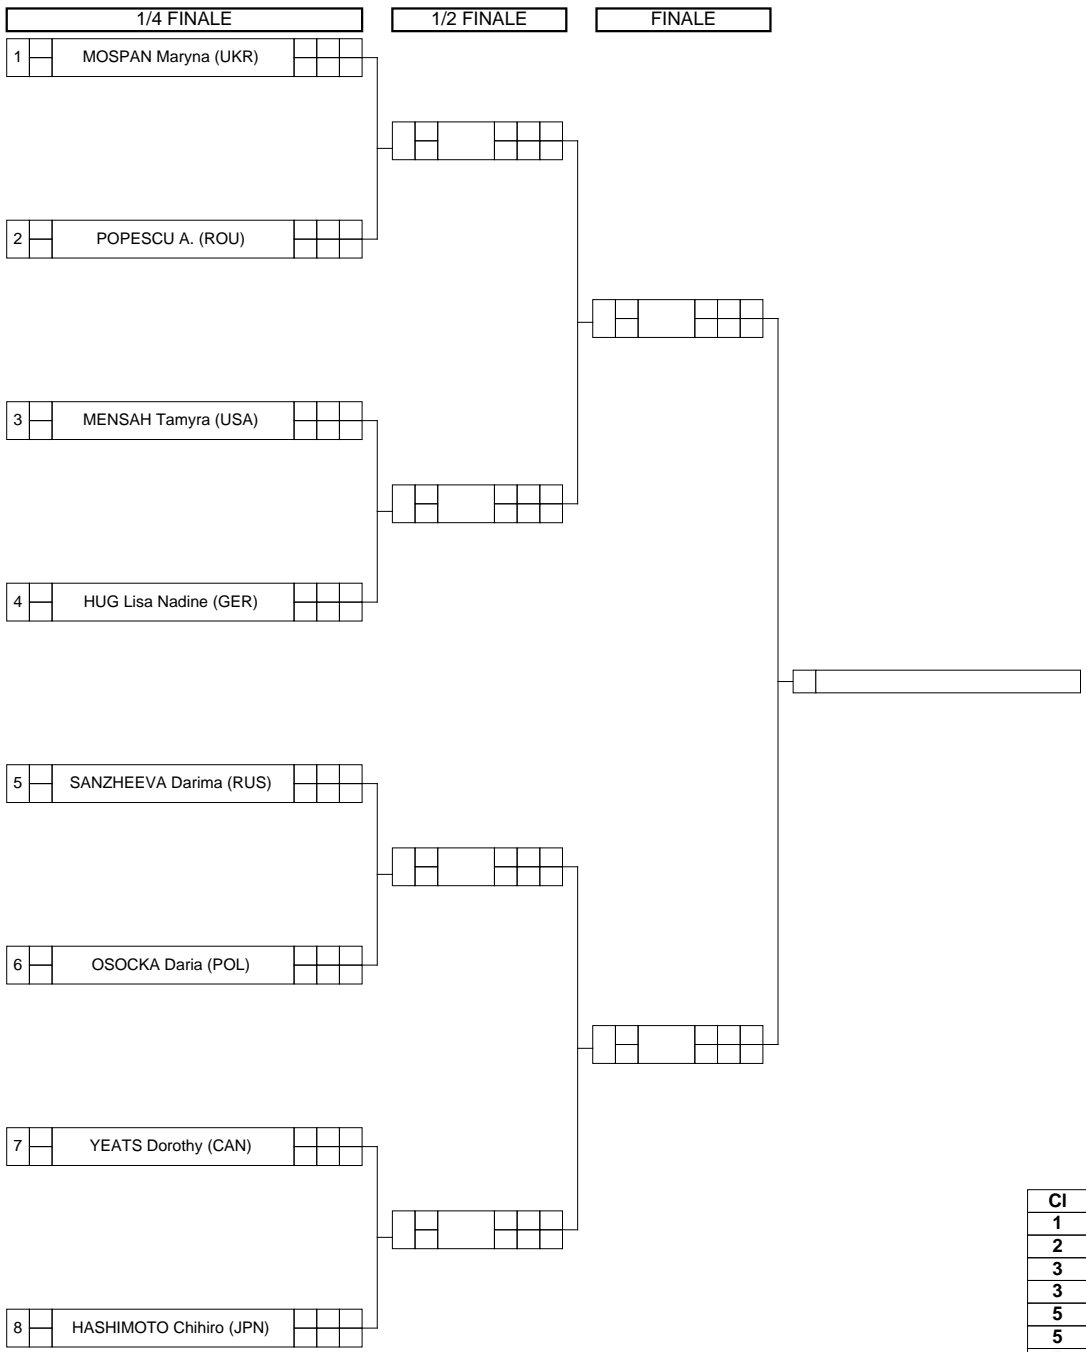 1/4 FINALE 1/2 FINALE FINALE
1 MOSPAN Maryna (UKR)
2 POPESCU A. (ROU)
3 MENSAH Tamyra (USA)
4 HUG Lisa Nadine (GER)
5 SANZHEEVA Darima (RUS)
6 OSOCKA Daria (POL)
7 YEATS Dorothy (CAN)
8 HASHIMOTO Chihiro (JPN)
Cl
1
2
3
3
5
5